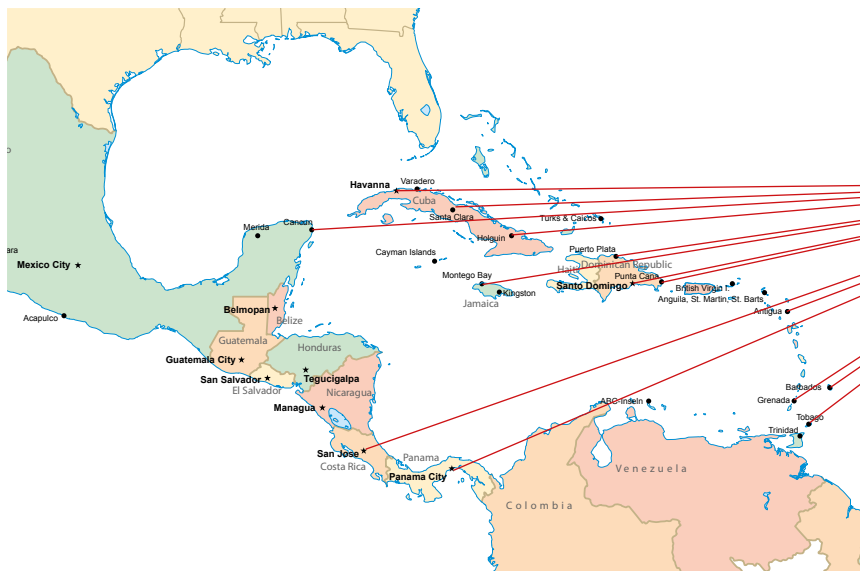 Havanna
Varadero
Cuba
Santa Clara
Merida
Cancun
Turks & Caicos
Holguin
Puerto Plata
Cayman Islands
ara
Mexico City
Haiti
Dominican Republic
Punta Cana
Montego Bay
Kingston
Santo Domingo
British Virgin I.
Jamaica
Anguila, St. Martin, St. Barts
Antigua
Acapulco
Belmopan
Belize
Guatemala
Honduras
Guatemala City
San Salvador
Tegucigalpa
El Salvador
Nicaragua
Managua
Barbados
ABC-Inseln
Grenada
Tobago
Trinidad
San Jose
Costa Rica
Panama
Panama City
Venezuela
Colombia